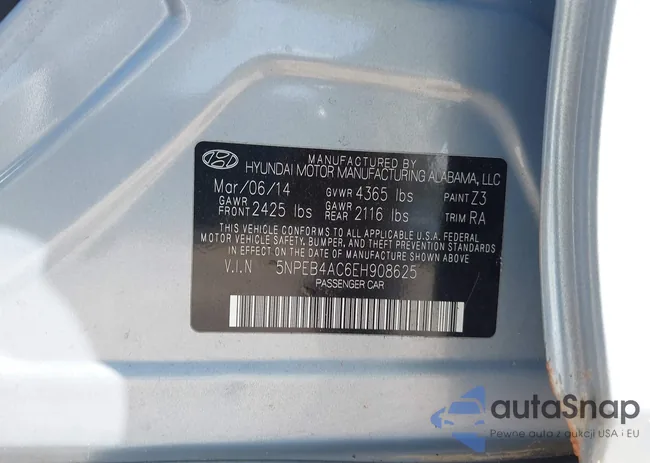 MANUFACTURED BY
HYUNDAI MOTOR MANUFACTURING ALABAMA, LLC
Mar/06/14 GVWR 4365 lbs PAINT Z3
GAWR FRONT 2425 lbs GAWR REAR 2116 lbs TRIM RA
THIS VEHICLE CONFORMS TO ALL APPLICABLE U.S.A. FEDERAL
MOTOR VEHICLE SAFETY, BUMPER, AND THEFT PREVENTION STANDARDS
IN EFFECT ON THE DATE OF MANUFACTURE SHOWN ABOVE.
V.I.N 5NPEB4AC6EH908625
PASSENGER CAR
autoSnap
Pewne auto z aukcji USA i EU